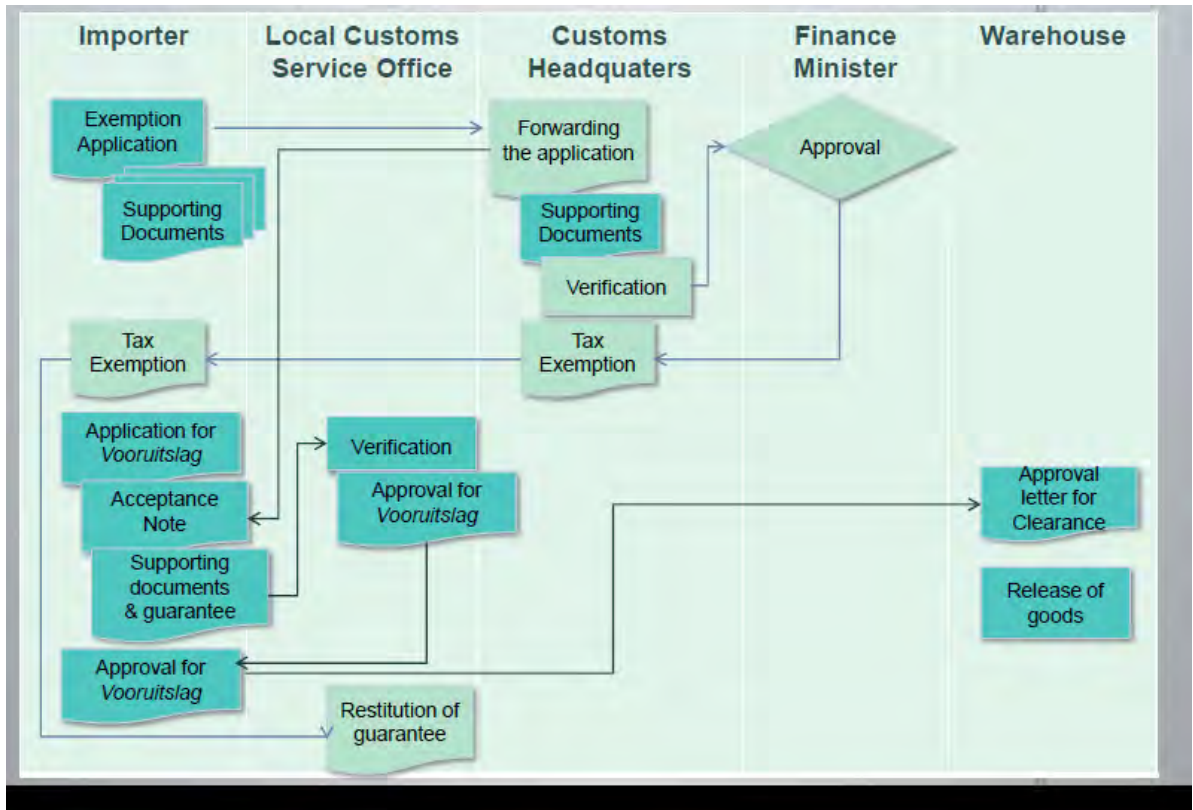 Importer
Local Customs
Service Office
Customs
Headquaters
Finance
Minister
Warehouse
Exemption
Application
Supporting
Documents
Forwarding
the application
Supporting
Documents
Verification
Approval
Tax
Exemption
Tax
Exemption
Application for
Vooruitslag
Acceptance
Note
Supporting
documents
& guarantee
Approval for
Vooruitslag
Verification
Approval for
Vooruitslag
Restitution of
guarantee
Approval
letter for
Clearance
Release of
goods